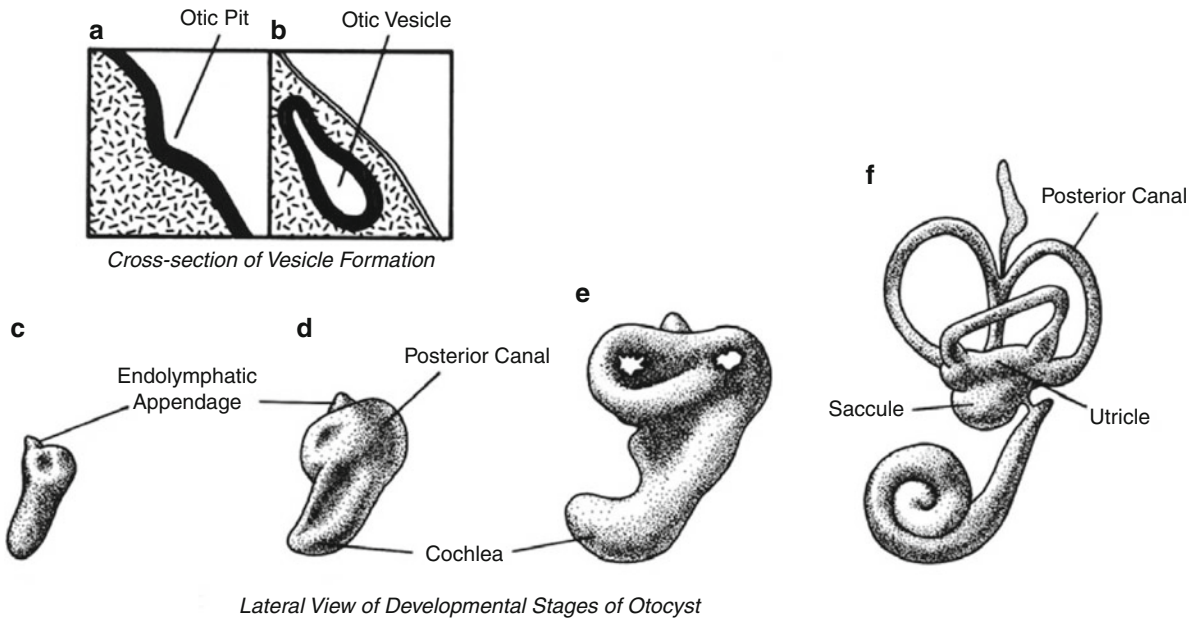 Otic Pit
Otic Vesicle
a
b
Cross-section of Vesicle Formation
f
Posterior Canal
Saccule
Utricle
c
d
e
Endolymphatic
Appendage
Posterior Canal
Cochlea
Lateral View of Developmental Stages of Otocyst